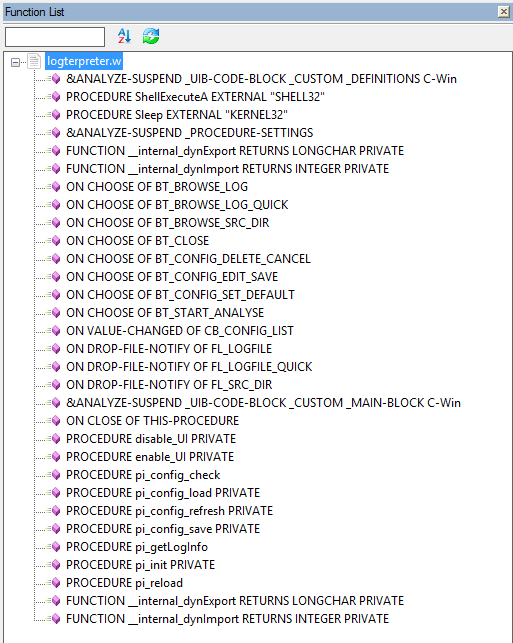 Function List
logterpreter.w
&ANALYZE-SUSPEND _UIB-CODE-BLOCK _CUSTOM _DEFINITIONS C-Win
PROCEDURE ShellExecuteA EXTERNAL "SHELL32"
PROCEDURE Sleep EXTERNAL "KERNEL32"
&ANALYZE-SUSPEND _PROCEDURE-SETTINGS
FUNCTION __internal_dynExport RETURNS LONGCHAR PRIVATE
FUNCTION __internal_dynImport RETURNS INTEGER PRIVATE
ON CHOOSE OF BT_BROWSE_LOG
ON CHOOSE OF BT_BROWSE_LOG_QUICK
ON CHOOSE OF BT_BROWSE_SRC_DIR
ON CHOOSE OF BT_CLOSE
ON CHOOSE OF BT_CONFIG_DELETE_CANCEL
ON CHOOSE OF BT_CONFIG_EDIT_SAVE
ON CHOOSE OF BT_CONFIG_SET_DEFAULT
ON CHOOSE OF BT_START_ANALYSE
ON VALUE-CHANGED OF CB_CONFIG_LIST
ON DROP-FILE-NOTIFY OF FL_LOGFILE
ON DROP-FILE-NOTIFY OF FL_LOGFILE_QUICK
ON DROP-FILE-NOTIFY OF FL_SRC_DIR
&ANALYZE-SUSPEND _UIB-CODE-BLOCK _CUSTOM _MAIN-BLOCK C-Win
ON CLOSE OF THIS-PROCEDURE
PROCEDURE disable_UI PRIVATE
PROCEDURE enable_UI PRIVATE
PROCEDURE pi_config_check
PROCEDURE pi_config_load PRIVATE
PROCEDURE pi_config_refresh PRIVATE
PROCEDURE pi_config_save PRIVATE
PROCEDURE pi_getLogInfo
PROCEDURE pi_init PRIVATE
PROCEDURE pi_reload
FUNCTION __internal_dynExport RETURNS LONGCHAR PRIVATE
FUNCTION __internal_dynImport RETURNS INTEGER PRIVATE